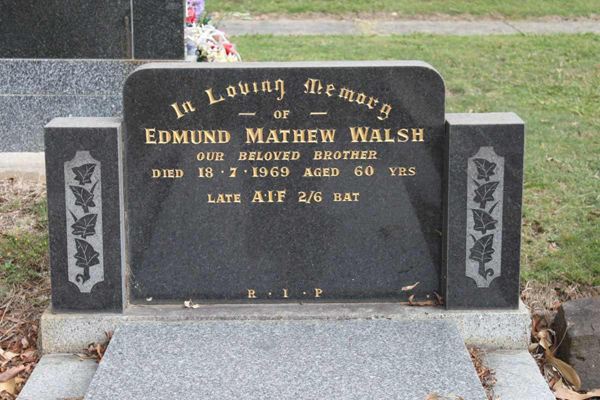 In Loving Memory
— OF —
EDMUND MATHEW WALSH
OUR BELOVED BROTHER
DIED 18·7·1969 AGED 60 YRS
LATE A·I·F 2/6 BAT
R · I · P